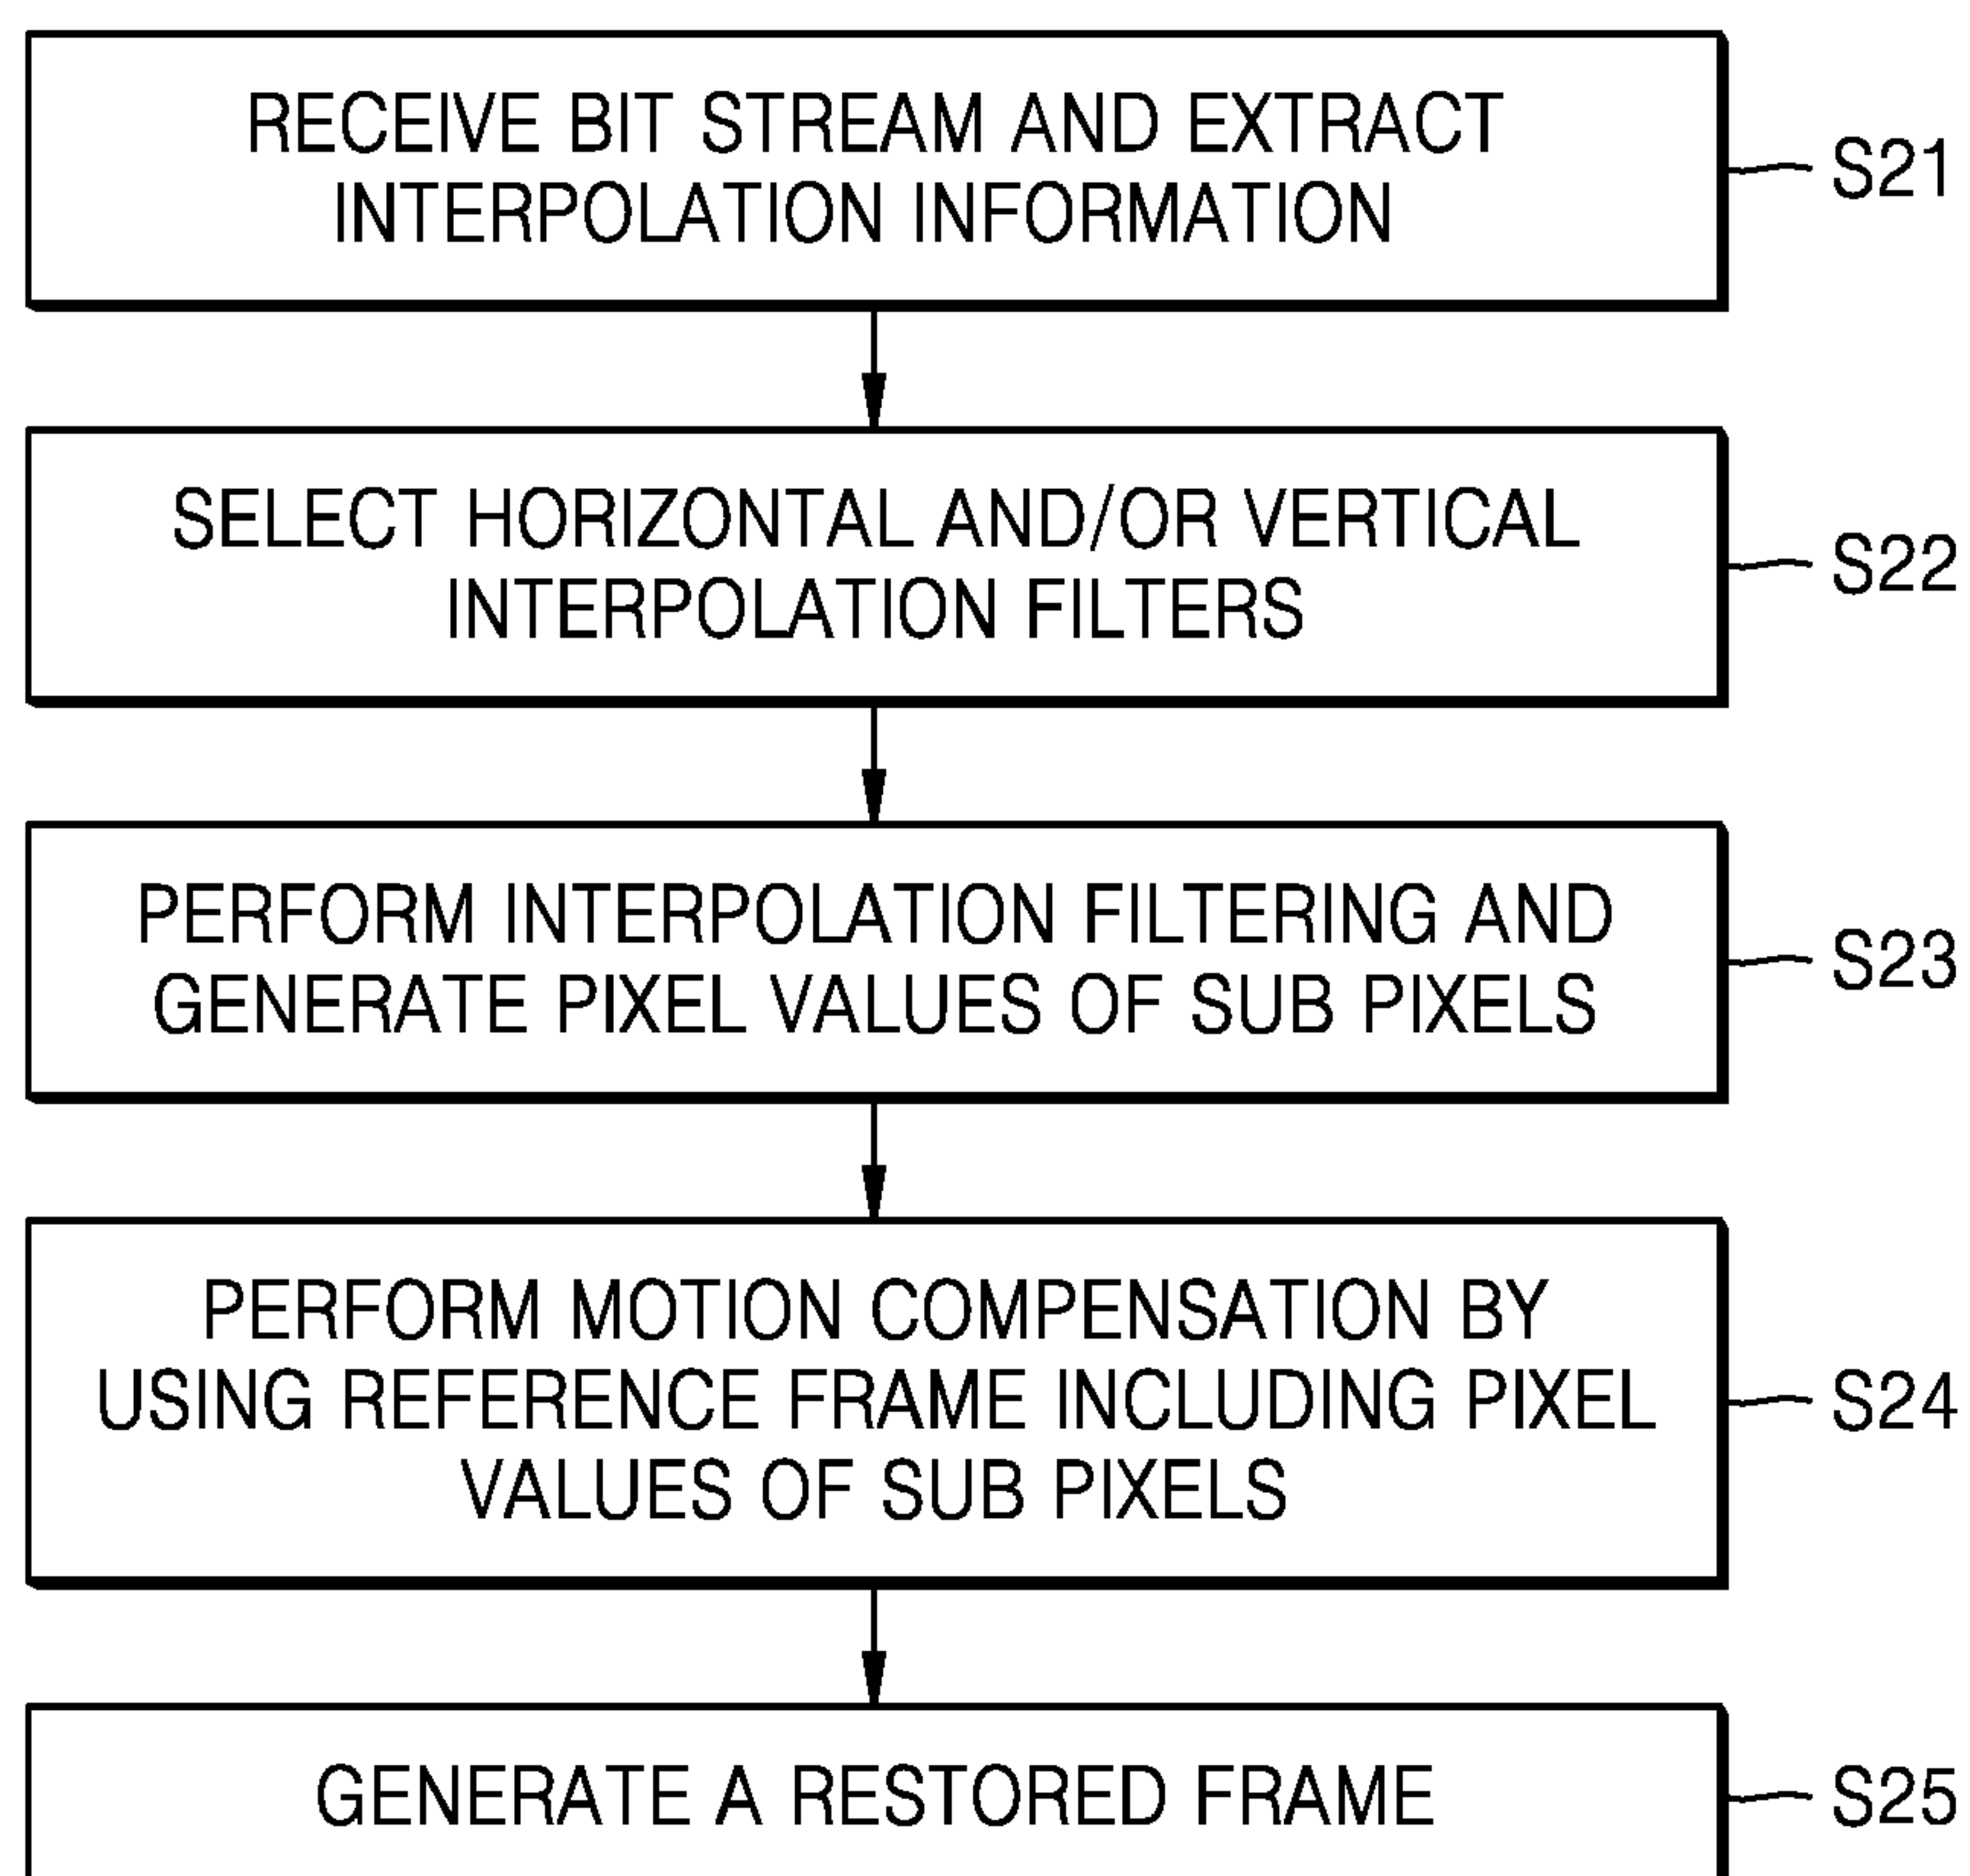 RECEIVE BIT STREAM AND EXTRACT
INTERPOLATION INFORMATION
S21
SELECT HORIZONTAL AND/OR VERTICAL
INTERPOLATION FILTERS
S22
PERFORM INTERPOLATION FILTERING AND
GENERATE PIXEL VALUES OF SUB PIXELS
S23
PERFORM MOTION COMPENSATION BY
USING REFERENCE FRAME INCLUDING PIXEL
VALUES OF SUB PIXELS
S24
GENERATE A RESTORED FRAME
S25